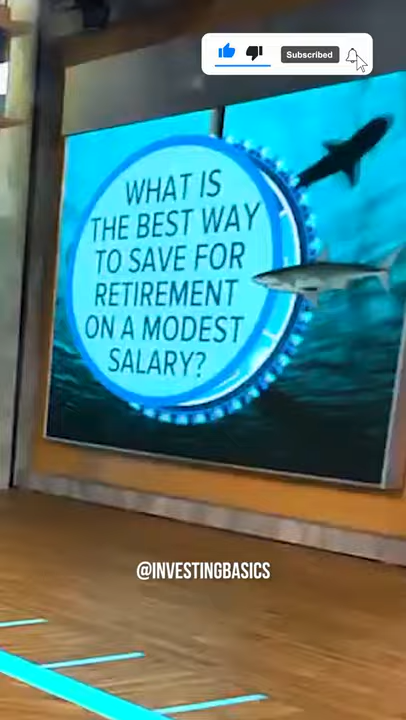 Subscribed
WHAT IS
THE BEST WAY
TO SAVE FOR
RETIREMENT
ON A MODEST
SALARY?
@INVESTINGBASICS